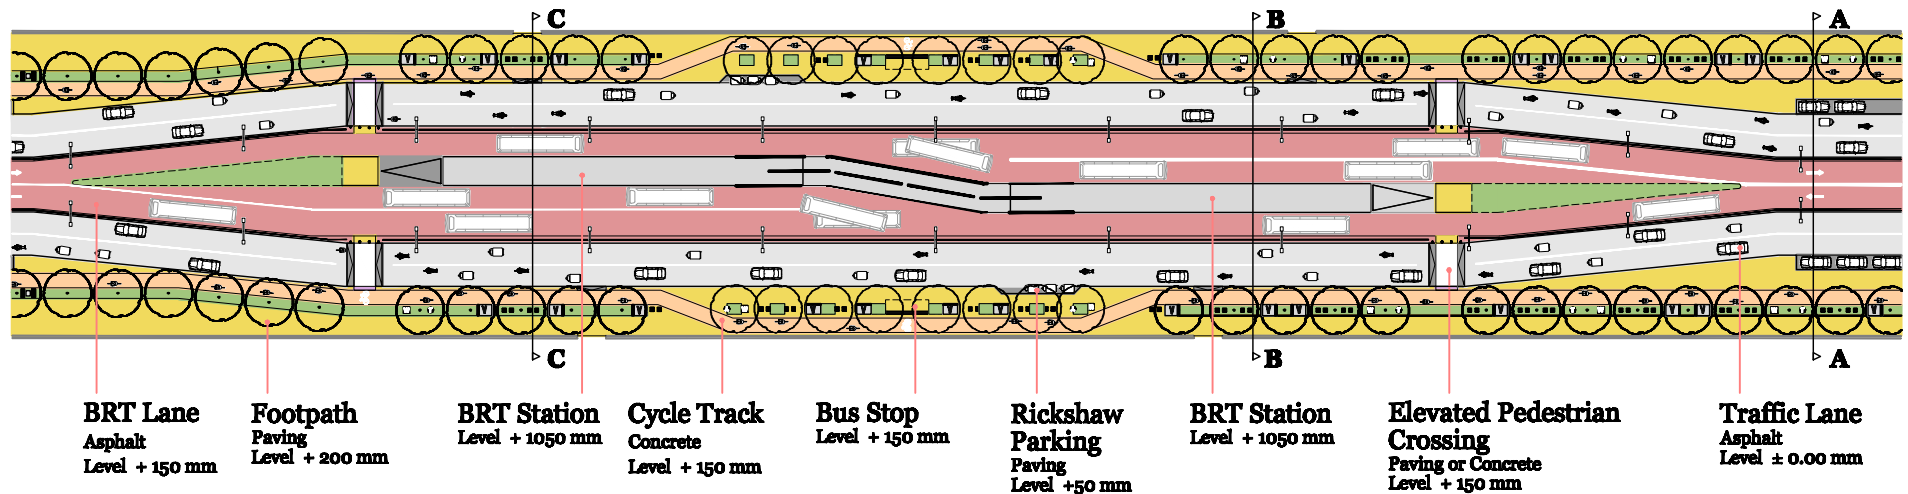 C
B
A
C
B
A
BRT Lane
Asphalt
Level + 150 mm
Footpath
Paving
Level + 200 mm
BRT Station
Level + 1050 mm
Cycle Track
Concrete
Level + 150 mm
Bus Stop
Level + 150 mm
Rickshaw
Parking
Paving
Level +50 mm
BRT Station
Level + 1050 mm
Elevated Pedestrian
Crossing
Paving or Concrete
Level + 150 mm
Traffic Lane
Asphalt
Level ± 0.00 mm